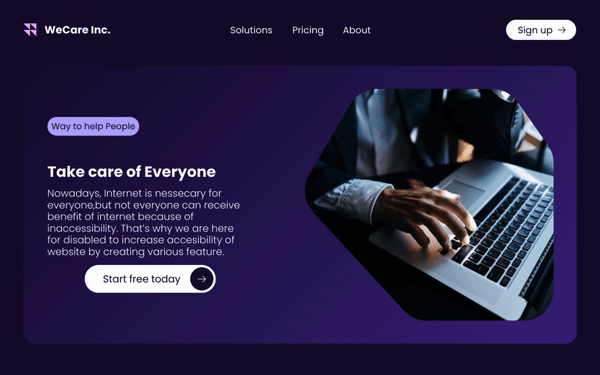 WeCare Inc.
Solutions
Pricing
About
Sign up
Way to help People
Take care of Everyone
Nowadays, Internet is nessecary for
everyone,but not everyone can receive
benefit of internet because of
inaccessibility. That's why we are here
for disabled to increase accesibility of
website by creating various feature.
Start free today